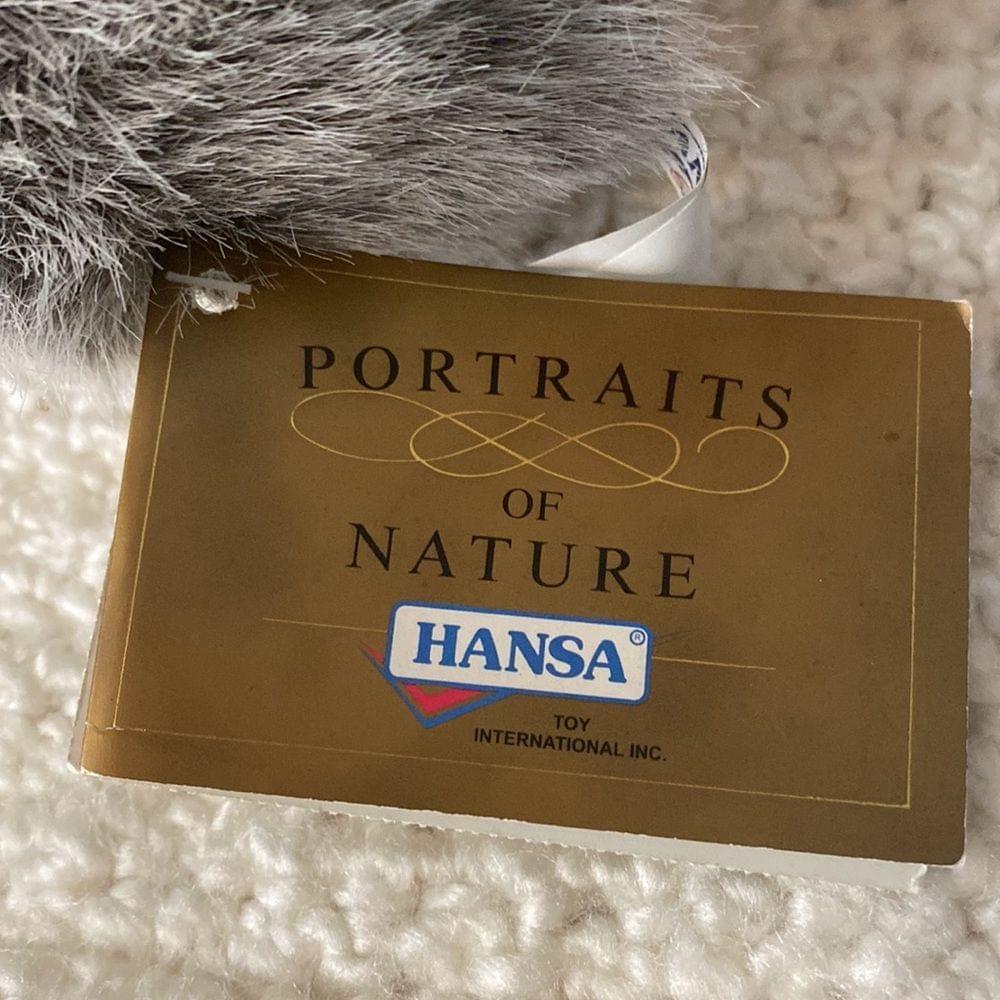 PORTRAITS
OF
NATURE
HANSA®
TOY
INTERNATIONAL INC.